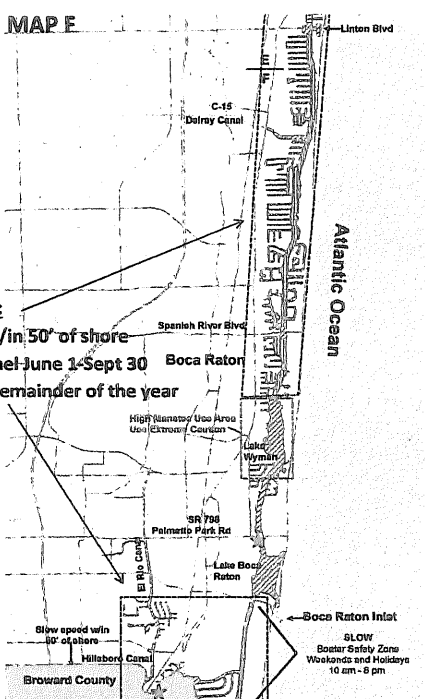 MAP F
Linton Blvd
C-15
Delray Canal
Atlantic Ocean
/in 50' of shore
Spanish River Blvd
nel June 1-Sept 30
Boca Raton
emainder of the year
High Manatee Use Area
Use Extreme Caution
Lake
Wyman
SR 798
Palmetto Park Rd
El Rio Canal
Lake Boca
Raton
Boca Raton Inlet
Slow speed w/in
50' of shore
SLOW
Boater Safety Zone
Weekends and Holidays
10 am - 6 pm
Hillsboro Canal
Broward County